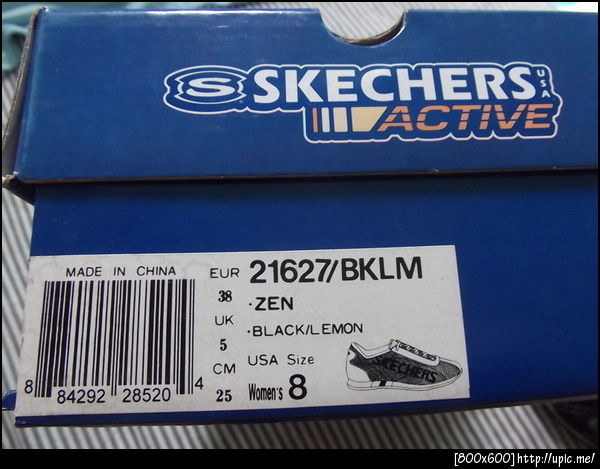 S SKECHERS USA
ACTIVE
MADE IN CHINA
8 84292 28520 4
EUR
38
UK
5
CM
25
21627/BKLM
·ZEN
·BLACK/LEMON
USA Size
Women's 8
SKECHERS
[800x600]http://upic.me/